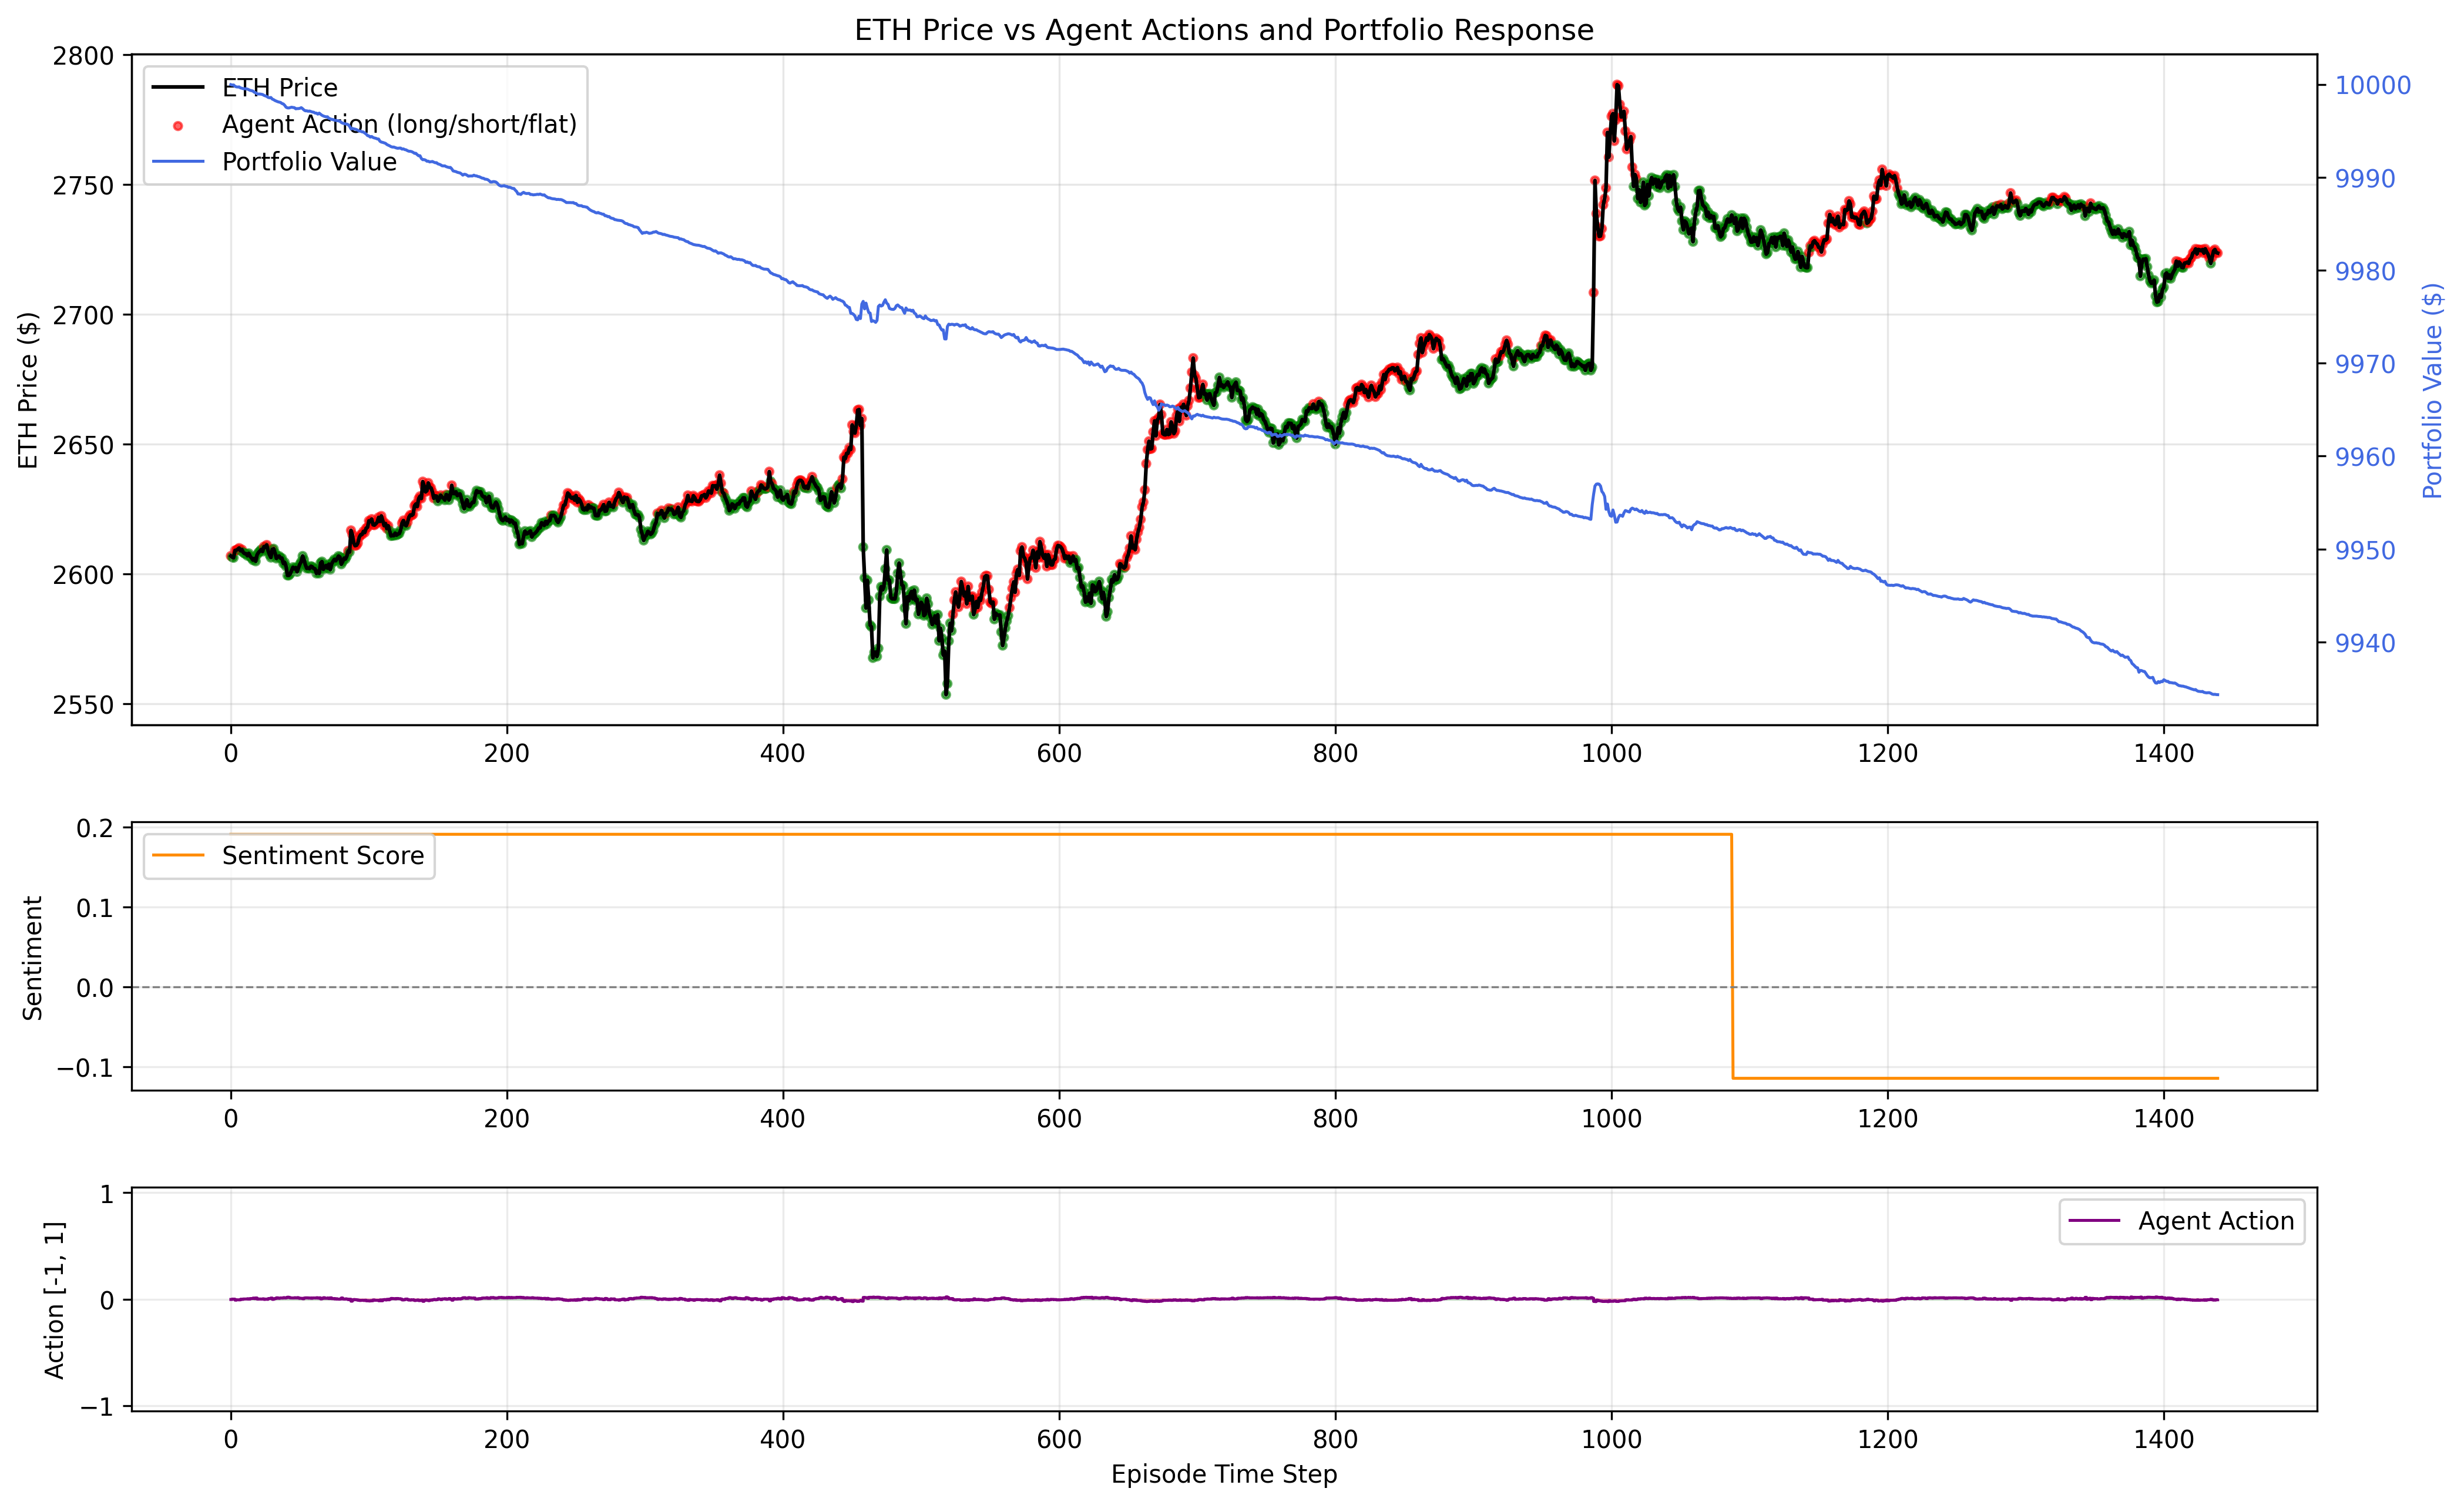 ETH Price vs Agent Actions and Portfolio Response
ETH Price
Agent Action (long/short/flat)
Portfolio Value
ETH Price ($)
2800
2750
2700
2650
2600
2550
Portfolio Value ($)
10000
9990
9980
9970
9960
9950
9940
0 200 400 600 800 1000 1200 1400
Sentiment Score
Sentiment
0.2
0.1
0.0
−0.1
0 200 400 600 800 1000 1200 1400
Agent Action
Action [-1, 1]
1
0
−1
0 200 400 600 800 1000 1200 1400
Episode Time Step